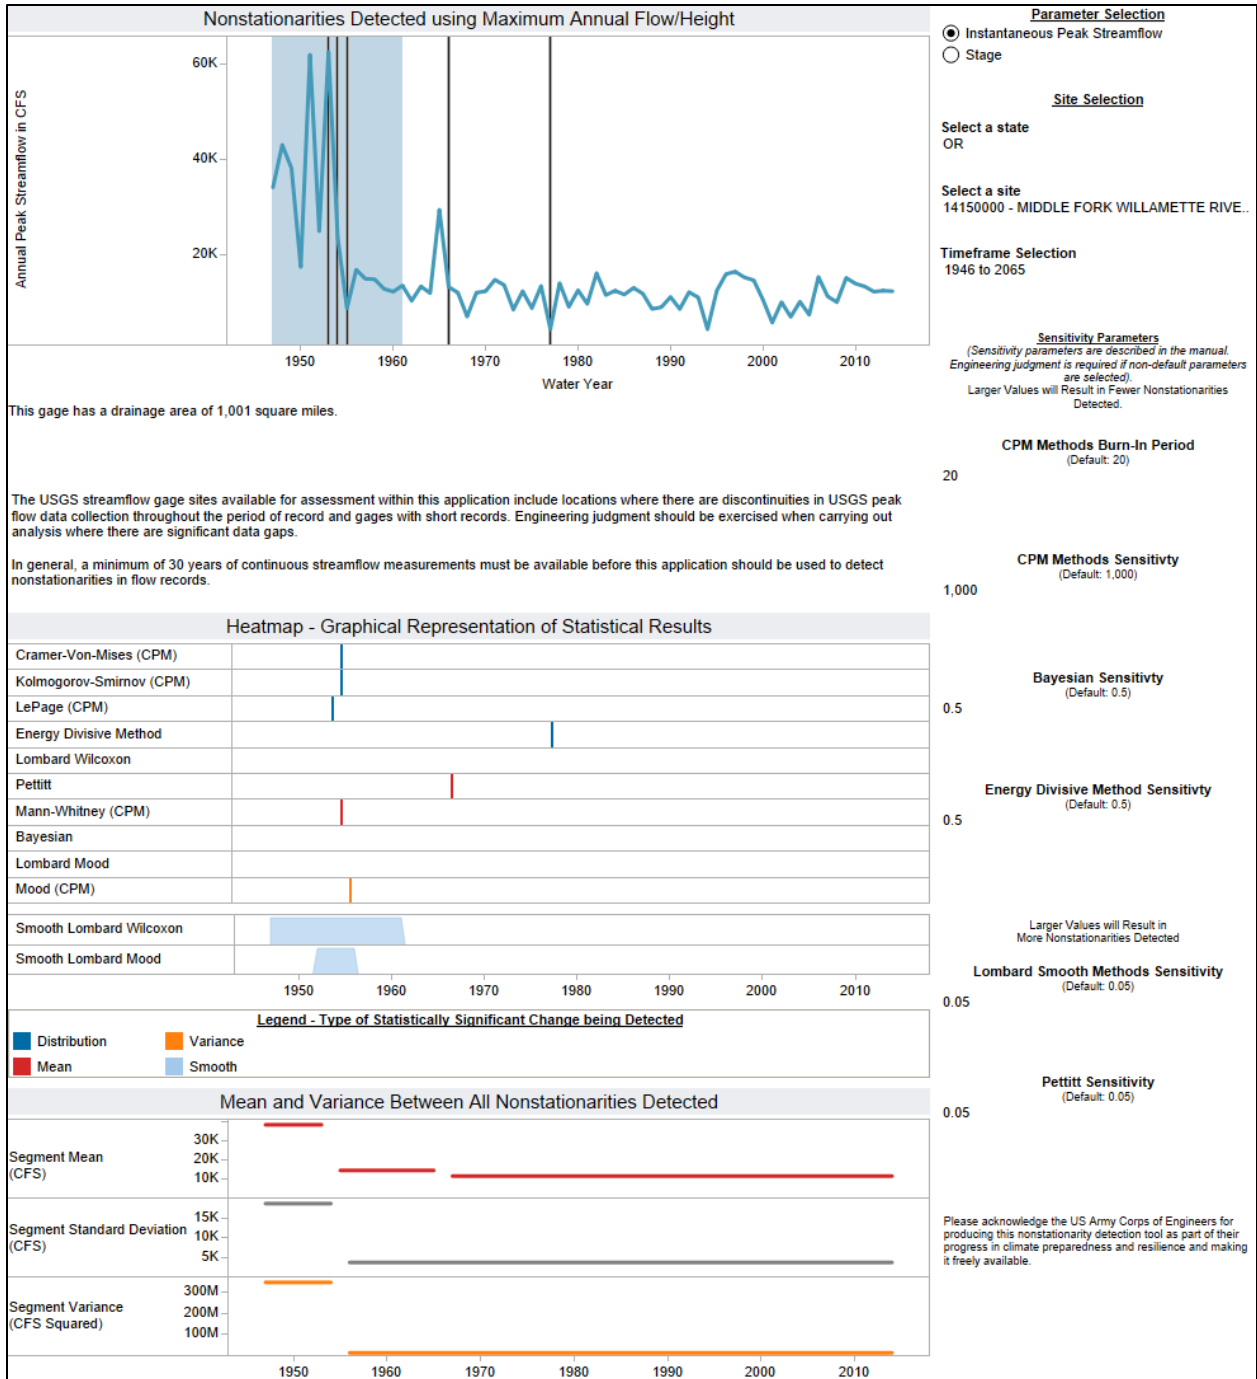 Nonstationarities Detected using Maximum Annual Flow/Height
Annual Peak Streamflow in CFS
60K
40K
20K
1950 1960 1970 1980 1990 2000 2010
Water Year
This gage has a drainage area of 1,001 square miles.
The USGS streamflow gage sites available for assessment within this application include locations where there are discontinuities in USGS peak
flow data collection throughout the period of record and gages with short records. Engineering judgment should be exercised when carrying out
analysis where there are significant data gaps.
In general, a minimum of 30 years of continuous streamflow measurements must be available before this application should be used to detect
nonstationarities in flow records.
Heatmap - Graphical Representation of Statistical Results
Cramer-Von-Mises (CPM)
Kolmogorov-Smirnov (CPM)
LePage (CPM)
Energy Divisive Method
Lombard Wilcoxon
Pettitt
Mann-Whitney (CPM)
Bayesian
Lombard Mood
Mood (CPM)
Smooth Lombard Wilcoxon
Smooth Lombard Mood
1950 1960 1970 1980 1990 2000 2010
Legend - Type of Statistically Significant Change being Detected
Distribution Variance
Mean Smooth
Mean and Variance Between All Nonstationarities Detected
Segment Mean
(CFS)
30K
20K
10K
Segment Standard Deviation
(CFS)
15K
10K
5K
Segment Variance
(CFS Squared)
300M
200M
100M
1950 1960 1970 1980 1990 2000 2010
Parameter Selection
Instantaneous Peak Streamflow
Stage
Site Selection
Select a state
OR
Select a site
14150000 - MIDDLE FORK WILLAMETTE RIVE..
Timeframe Selection
1946 to 2065
Sensitivity Parameters
(Sensitivity parameters are described in the manual.
Engineering judgment is required if non-default parameters
are selected).
Larger Values will Result in Fewer Nonstationarities
Detected.
CPM Methods Burn-In Period
(Default: 20)
20
CPM Methods Sensitivty
(Default: 1,000)
1,000
Bayesian Sensitivty
(Default: 0.5)
0.5
Energy Divisive Method Sensitivty
(Default: 0.5)
0.5
Larger Values will Result in
More Nonstationarities Detected
Lombard Smooth Methods Sensitivity
(Default: 0.05)
0.05
Pettitt Sensitivity
(Default: 0.05)
0.05
Please acknowledge the US Army Corps of Engineers for
producing this nonstationarity detection tool as part of their
progress in climate preparedness and resilience and making
it freely available.